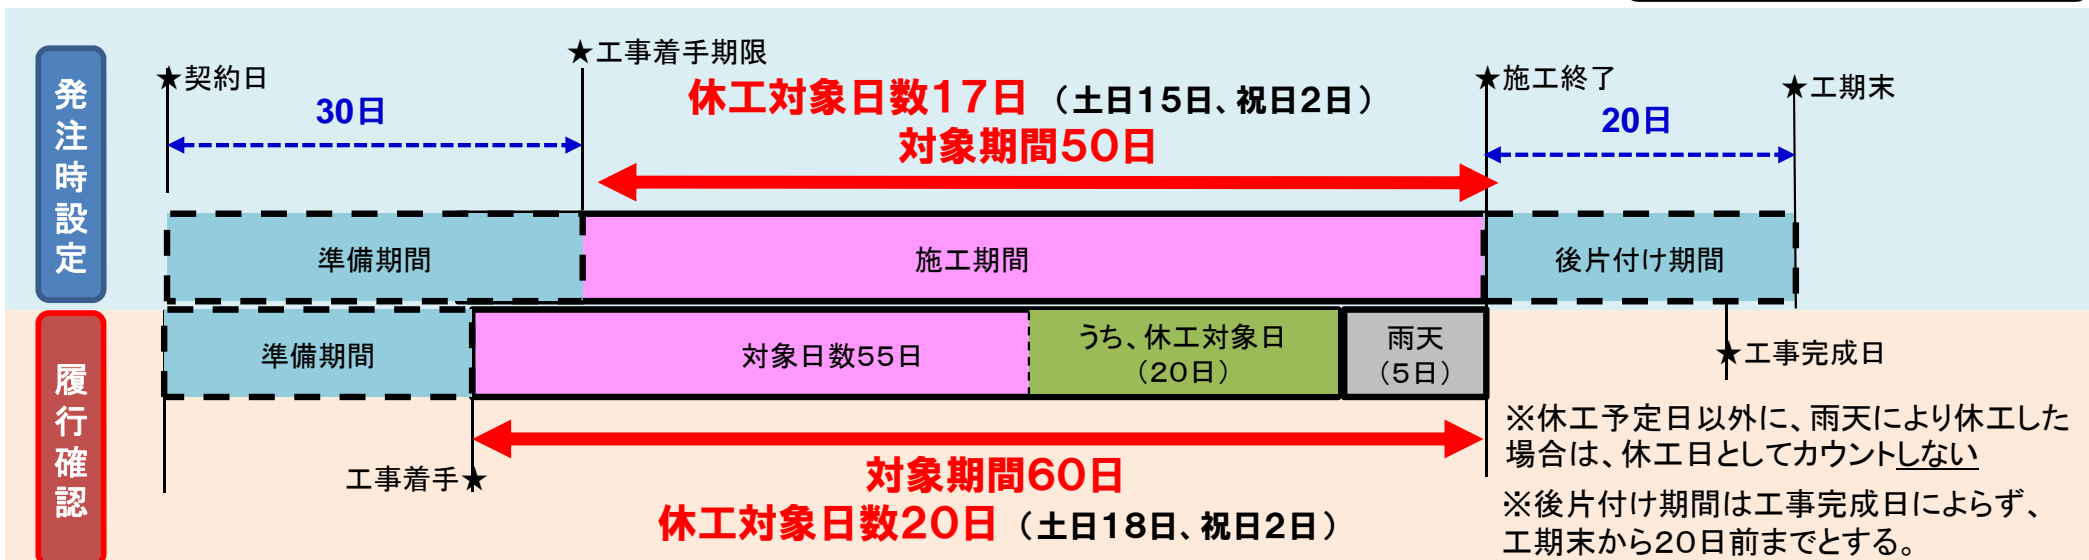 発注時設定
★契約日
30日
★工事着手期限
休工対象日数17日（土日15日、祝日2日）
対象期間50日
★施工終了
20日
★工期末
準備期間
施工期間
後片付け期間
履行確認
準備期間
対象日数55日
うち、休工対象日
（20日）
雨天
（5日）
★工事完成日
工事着手★
対象期間60日
休工対象日数20日（土日18日、祝日2日）
※休工予定日以外に、雨天により休工した
場合は、休工日としてカウントしない
※後片付け期間は工事完成日によらず、
工期末から20日前までとする。